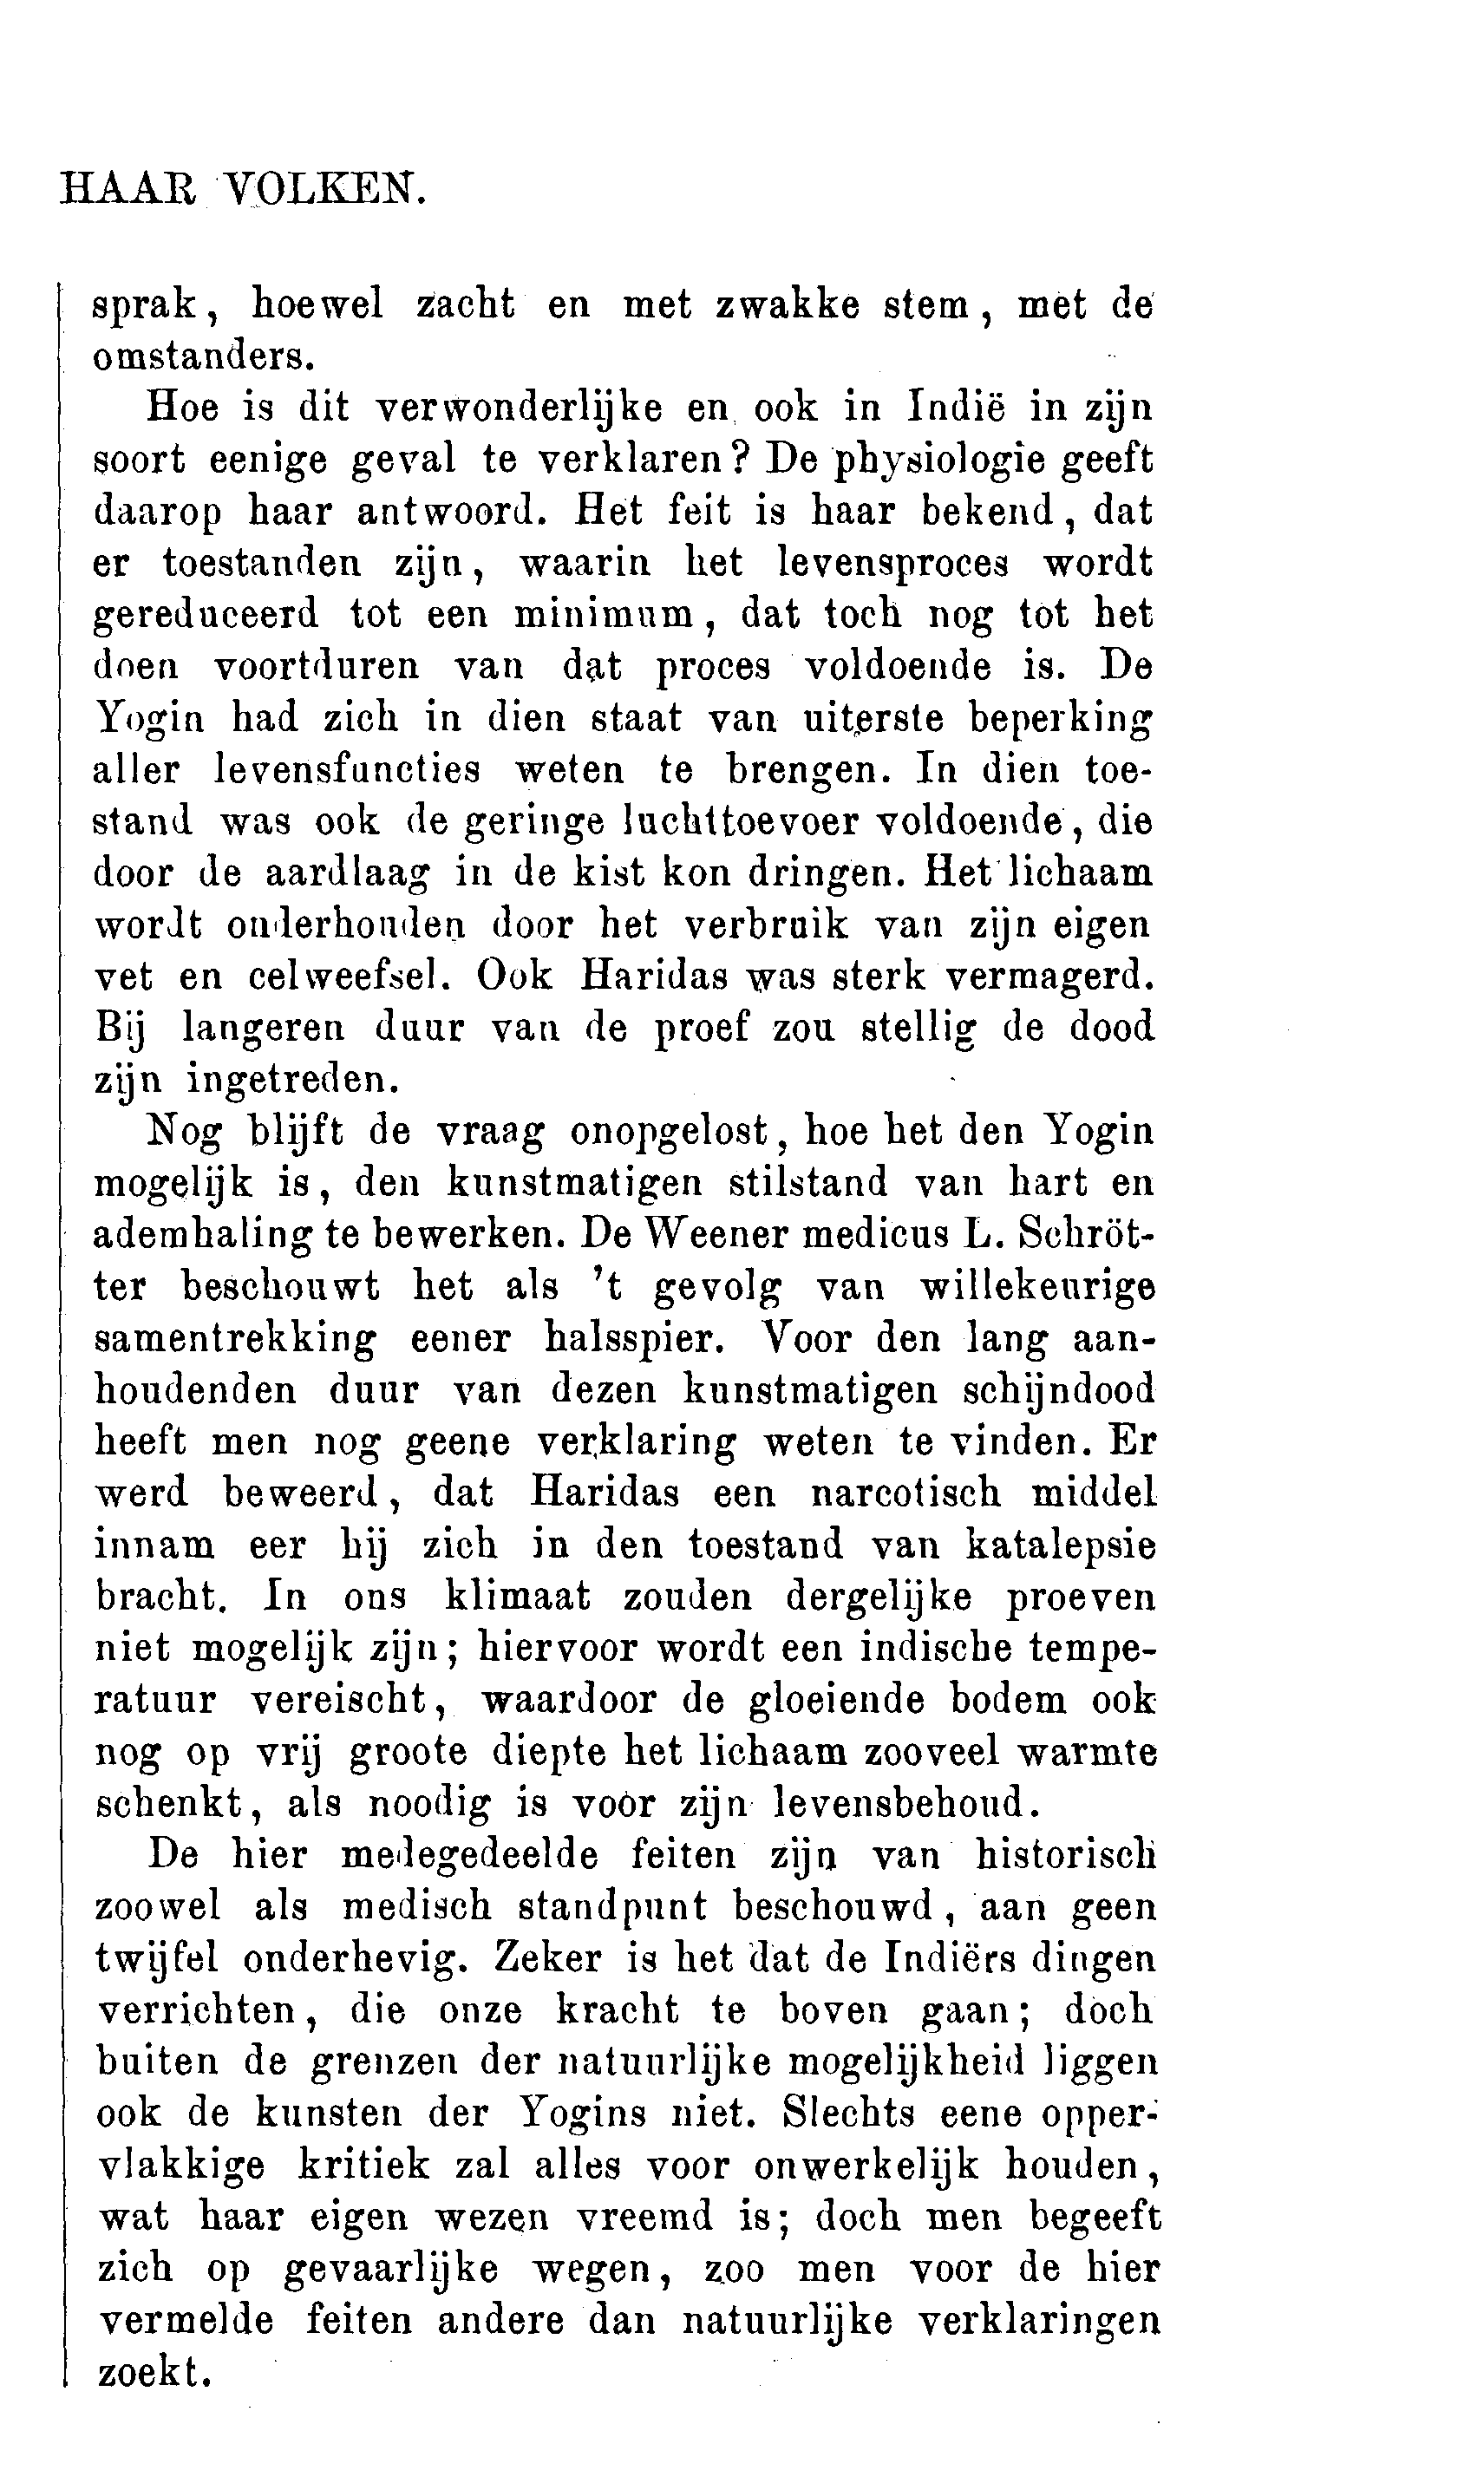 HAAR VOLKEN.
sprak, hoewel zacht en met zwakke stem, met de
omstanders.
Hoe is dit verwonderlijke en ook in Indië in zijn
soort eenige geval te verklaren? De physiologie geeft
daarop haar antwoord. Het feit is haar bekend, dat
er toestanden zijn, waarin het levensproces wordt
gereduceerd tot een minimum, dat toch nog tot het
doen voortduren van dat proces voldoende is. De
Yogin had zich in dien staat van uiterste beperking
aller levensfuncties weten te brengen. In dien toe-
stand was ook de geringe luchttoevoer voldoende, die
door de aardlaag in de kist kon dringen. Het lichaam
wordt onderhouden door het verbruik van zijn eigen
vet en celweefsel. Ook Haridas was sterk vermagerd.
Bij langeren duur van de proef zou stellig de dood
zijn ingetreden.
Nog blijft de vraag onopgelost, hoe het den Yogin
mogelijk is, den kunstmatigen stilstand van hart en
ademhaling te bewerken. De Weener medicus L. Schröt-
ter beschouwt het als 't gevolg van willekeurige
samentrekking eener halsspier. Voor den lang aan-
houdenden duur van dezen kunstmatigen schijndood
heeft men nog geene verklaring weten te vinden. Er
werd beweerd, dat Haridas een narcotisch middel
innam eer hij zich in den toestand van katalepsie
bracht. In ons klimaat zouden dergelijke proeven
niet mogelijk zijn; hiervoor wordt een indische tempe-
ratuur vereischt, waardoor de gloeiende bodem ook
nog op vrij groote diepte het lichaam zooveel warmte
schenkt, als noodig is voor zijn levensbehoud.
De hier medegedeelde feiten zijn van historisch
zoowel als medisch standpunt beschouwd, aan geen
twijfel onderhevig. Zeker is het dat de Indiërs dingen
verrichten, die onze kracht te boven gaan; doch
buiten de grenzen der natuurlijke mogelijkheid liggen
ook de kunsten der Yogins niet. Slechts eene opper-
vlakkige kritiek zal alles voor onwerkelijk houden,
wat haar eigen wezen vreemd is; doch men begeeft
zich op gevaarlijke wegen, zoo men voor de hier
vermelde feiten andere dan natuurlijke verklaringen
zoekt.